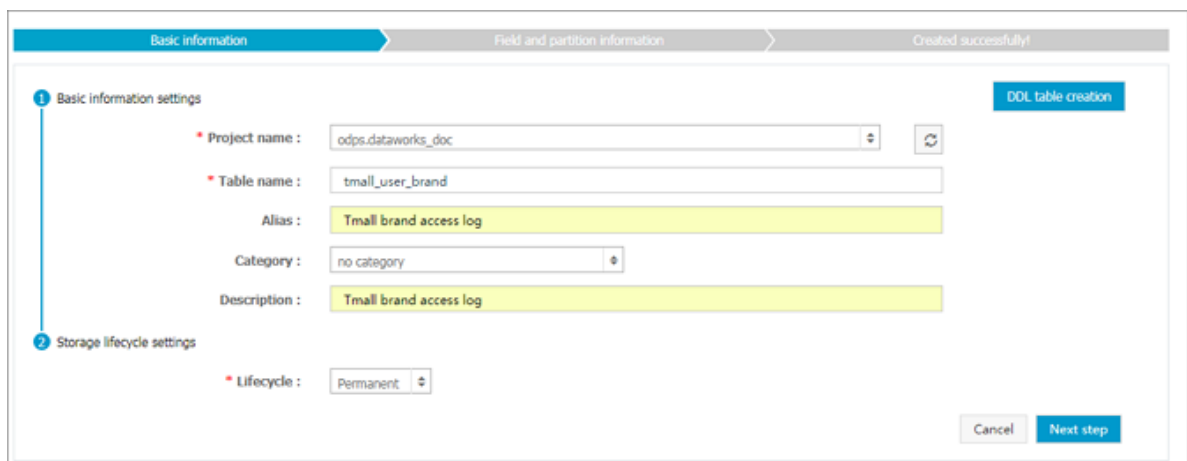 Basic information
Field and partition information
Created successfully!
1 Basic information settings
DDL table creation
* Project name :
odps.dataworks_doc
* Table name :
tmall_user_brand
Alias :
Tmall brand access log
Category :
no category
Description :
Tmall brand access log
2 Storage lifecycle settings
* Lifecycle :
Permanent
Cancel
Next step